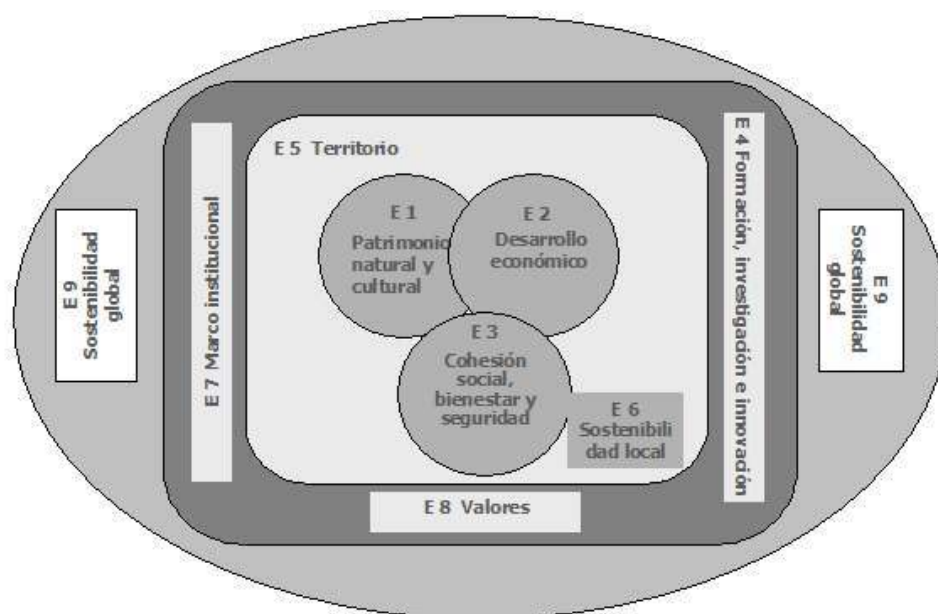 E 5 Territorio
E 1
Patrimonio
natural y
cultural
E 2
Desarrollo
económico
E 3
Cohesión
social,
bienestar y
seguridad
E 6
Sostenibili
dad local
E 7 Marco institucional
E 4 Formación, investigación e innovación
E 8 Valores
E 9
Sostenibilidad
global
E 9
Sostenibilidad
global